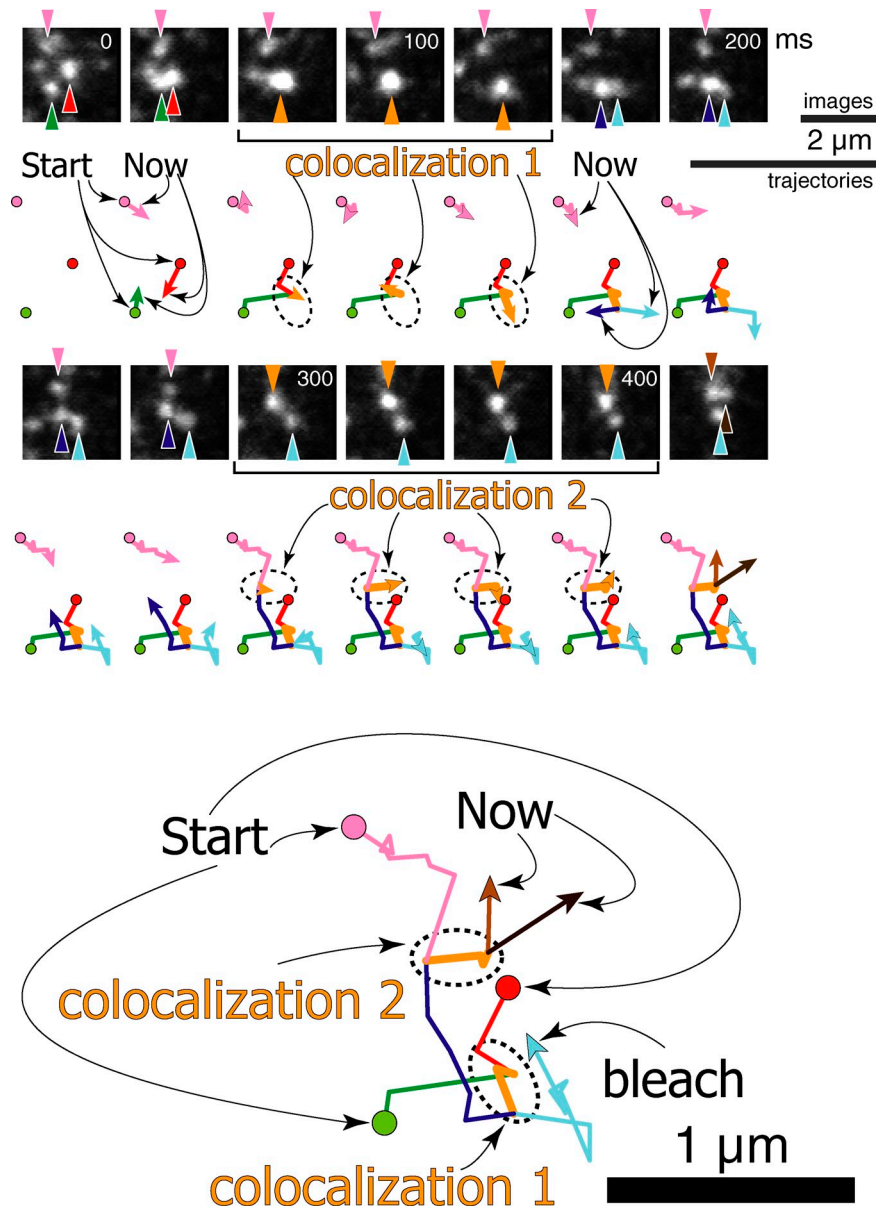 0 100 200 ms
images
2 μm
trajectories
Start Now colocalization 1 Now
300 400
colocalization 2
Start Now
colocalization 2
bleach
1 μm
colocalization 1